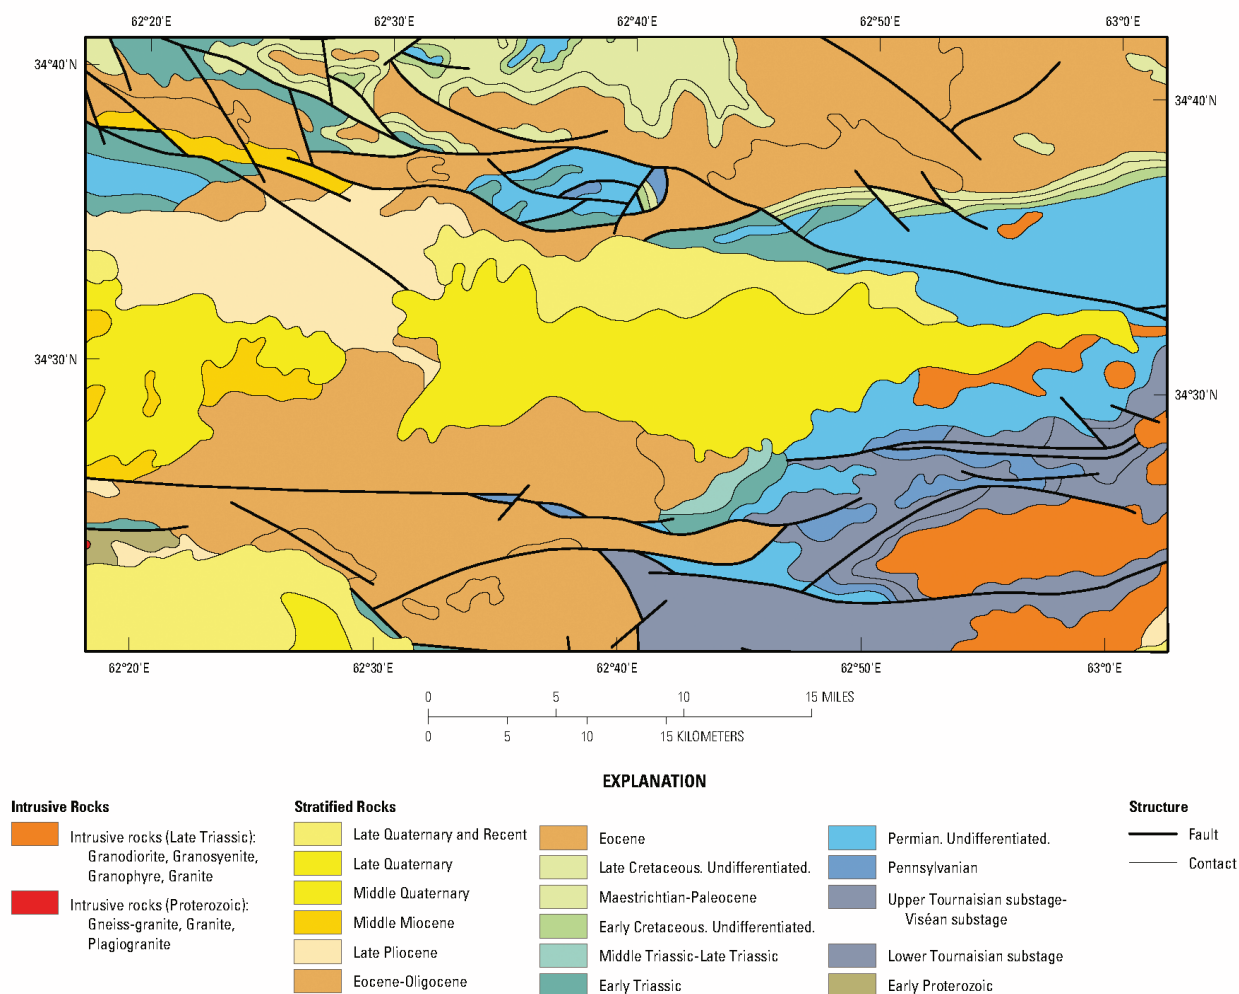 62°20´E 62°30´E 62°40´E 62°50´E 63°0´E
34°40´N 34°40´N
34°30´N 34°30´N
62°20´E 62°30´E 62°40´E 62°50´E 63°0´E
0 5 10 15 MILES
0 5 10 15 KILOMETERS
EXPLANATION
Intrusive Rocks
Intrusive rocks (Late Triassic):
Granodiorite, Granosyenite,
Granophyre, Granite
Intrusive rocks (Proterozoic):
Gneiss-granite, Granite,
Plagiogranite
Stratified Rocks
Late Quaternary and Recent
Late Quaternary
Middle Quaternary
Middle Miocene
Late Pliocene
Eocene-Oligocene
Eocene
Late Cretaceous. Undifferentiated.
Maestrichtian-Paleocene
Early Cretaceous. Undifferentiated.
Middle Triassic-Late Triassic
Early Triassic
Permian. Undifferentiated.
Pennsylvanian
Upper Tournaisian substage-
Viséan substage
Lower Tournaisian substage
Early Proterozoic
Structure
Fault
Contact